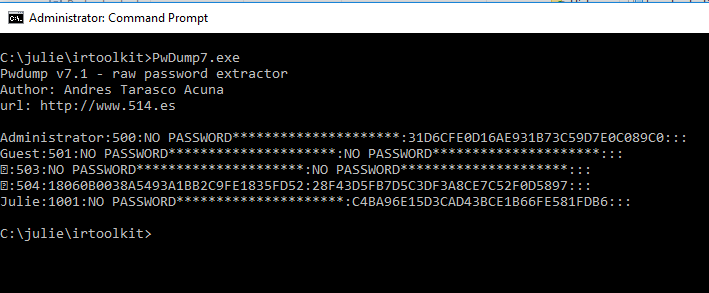 Administrator: Command Prompt
C:\julie\irtoolkit>PwDump7.exe
Pwdump v7.1 - raw password extractor
Author: Andres Tarasco Acuna
url: http://www.514.es
Administrator:500:NO PASSWORD*********************:31D6CFE0D16AE931B73C59D7E0C089C0:::
Guest:501:NO PASSWORD*********************:NO PASSWORD*********************:::
:503:NO PASSWORD*********************:NO PASSWORD*********************:::
:504:18060B0038A5493A1BB2C9FE1835FD52:28F43D5FB7D5C3DF3A8CE7C52F0D5897:::
Julie:1001:NO PASSWORD*********************:C4BA96E15D3CAD43BCE1B66FE581FDB6:::
C:\julie\irtoolkit>